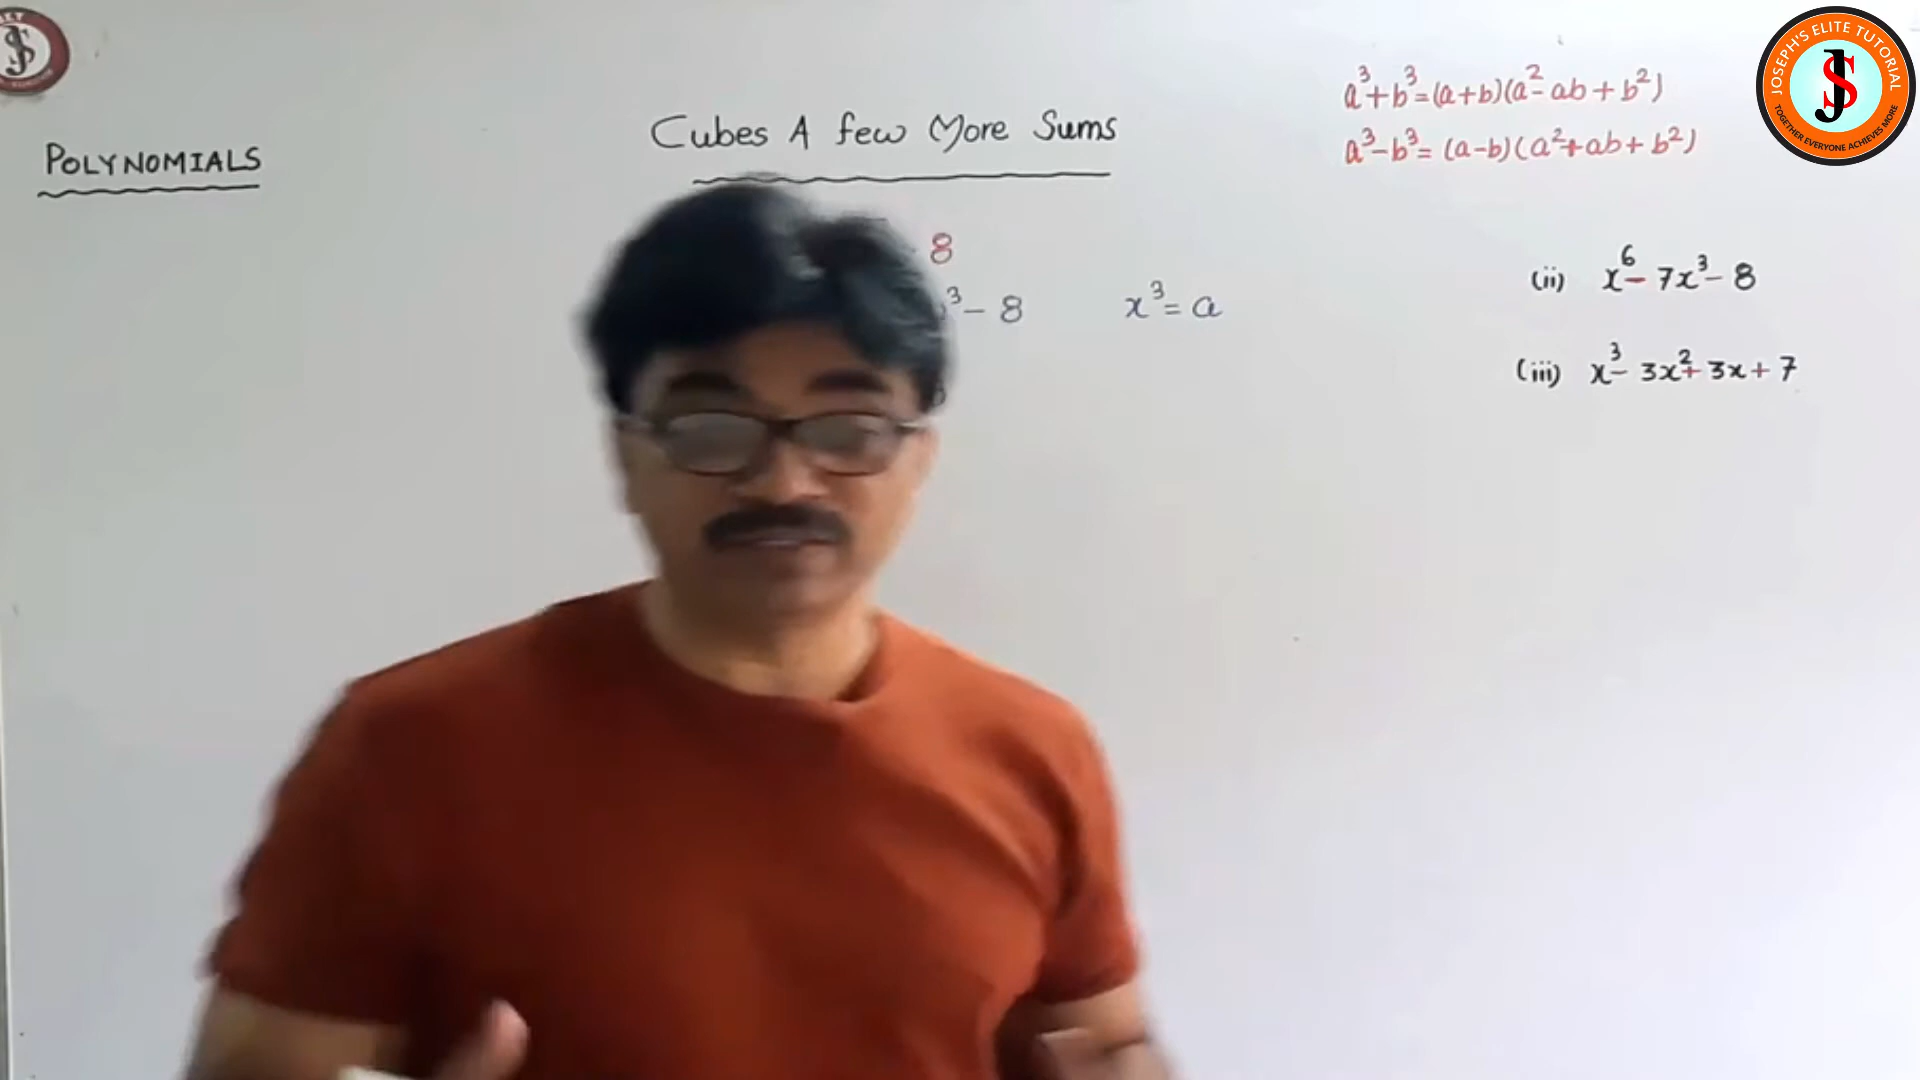 POLYNOMIALS
Cubes A few More Sums
a³+b³=(a+b)(a²-ab+b²)
a³-b³= (a-b)(a²+ab+b²)
8
³- 8
x³= a
(ii) x⁶- 7x³- 8
(iii) x³- 3x²+ 3x+7
JOSEPH'S ELITE TUTORIAL
JS
TOGETHER EVERYONE ACHIEVES MORE